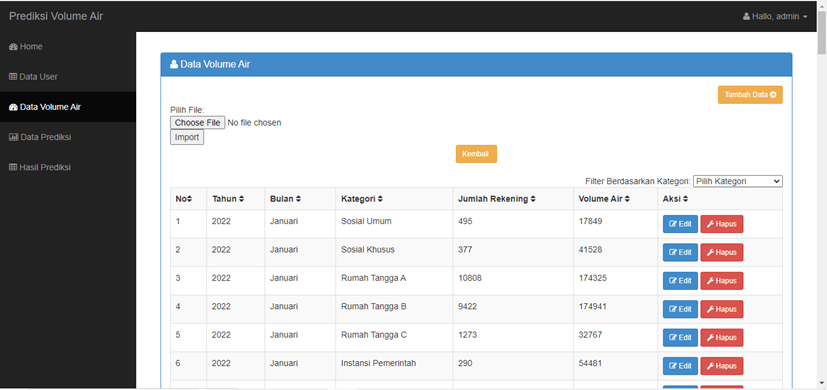 Prediksi Volume Air
Hallo, admin
Home
Data User
Data Volume Air
Data Prediksi
Hasil Prediksi
Data Volume Air
Tambah Data
Pilih File:
Choose File No file chosen
Import
Kembali
Filter Berdasarkan Kategori: Pilih Kategori
No Tahun Bulan Kategori Jumlah Rekening Volume Air Aksi
1 2022 Januari Sosial Umum 495 17849 Edit Hapus
2 2022 Januari Sosial Khusus 377 41528 Edit Hapus
3 2022 Januari Rumah Tangga A 10808 174325 Edit Hapus
4 2022 Januari Rumah Tangga B 9422 174941 Edit Hapus
5 2022 Januari Rumah Tangga C 1273 32767 Edit Hapus
6 2022 Januari Instansi Pemerintah 290 54481 Edit Hapus